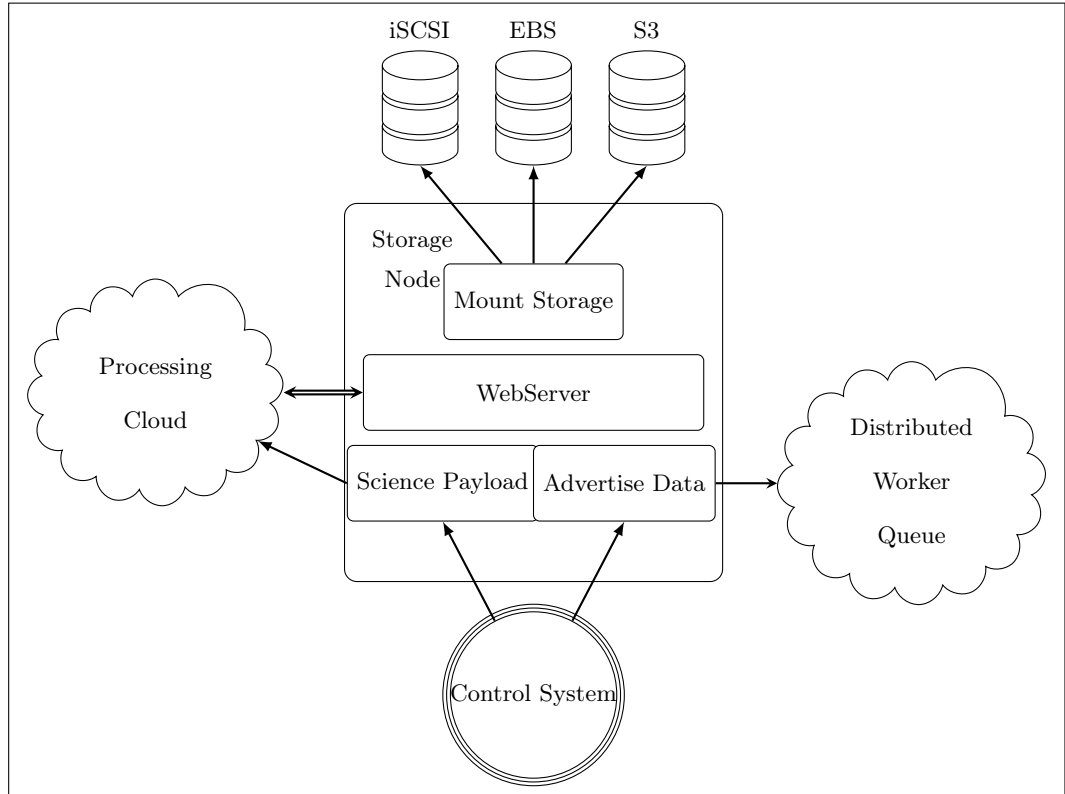 iSCSI
EBS
S3
Storage
Node
Mount Storage
Processing
Cloud
WebServer
Science Payload
Advertise Data
Distributed
Worker
Queue
Control System